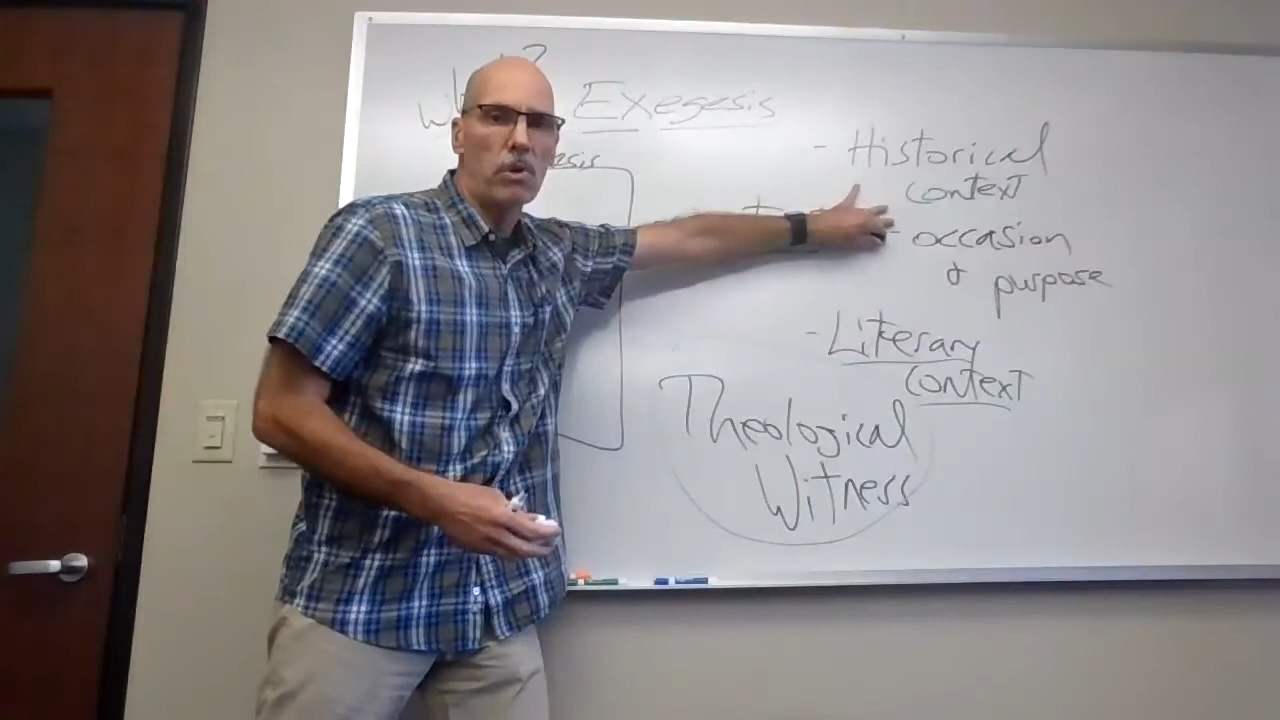 Exegesis
- Historical
context
- occasion
& purpose
- Literary
context
Theological
Witness